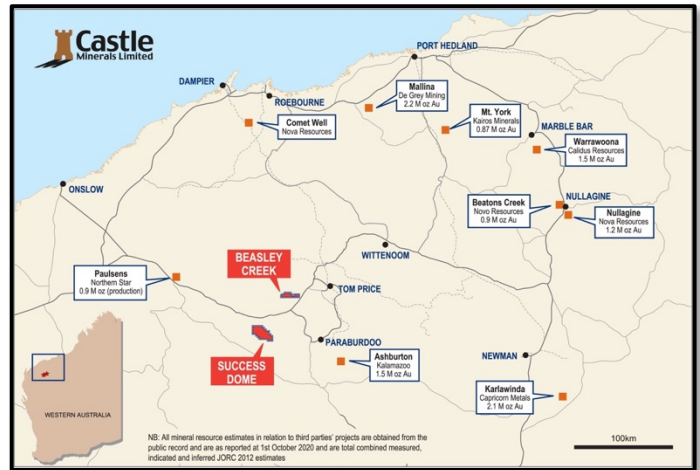 Castle
Minerals Limited
PORT HEDLAND
DAMPIER
ROEBOURNE
Mallina
De Grey Mining
2.2 M oz Au
Mt. York
Kairos Minerals
0.87 M oz Au
Comet Well
Nova Resources
MARBLE BAR
Warrawoona
Calidus Resources
1.5 M oz Au
ONSLOW
Beatons Creek
Novo Resources
0.9 M oz Au
NULLAGINE
Nullagine
Nova Resources
1.2 M oz Au
WITTENOOM
BEASLEY
CREEK
Paulsens
Northern Star
0.9 M oz (production)
TOM PRICE
SUCCESS
DOME
PARABURDOO
Ashburton
Kalamazoo
1.5 M oz Au
NEWMAN
Karlawinda
Capricorn Metals
2.1 M oz Au
WESTERN AUSTRALIA
NB: All mineral resource estimates in relation to third parties' projects are obtained from the
public record and are as reported at 1st October 2020 and are total combined measured,
indicated and inferred JORC 2012 estimates
100km